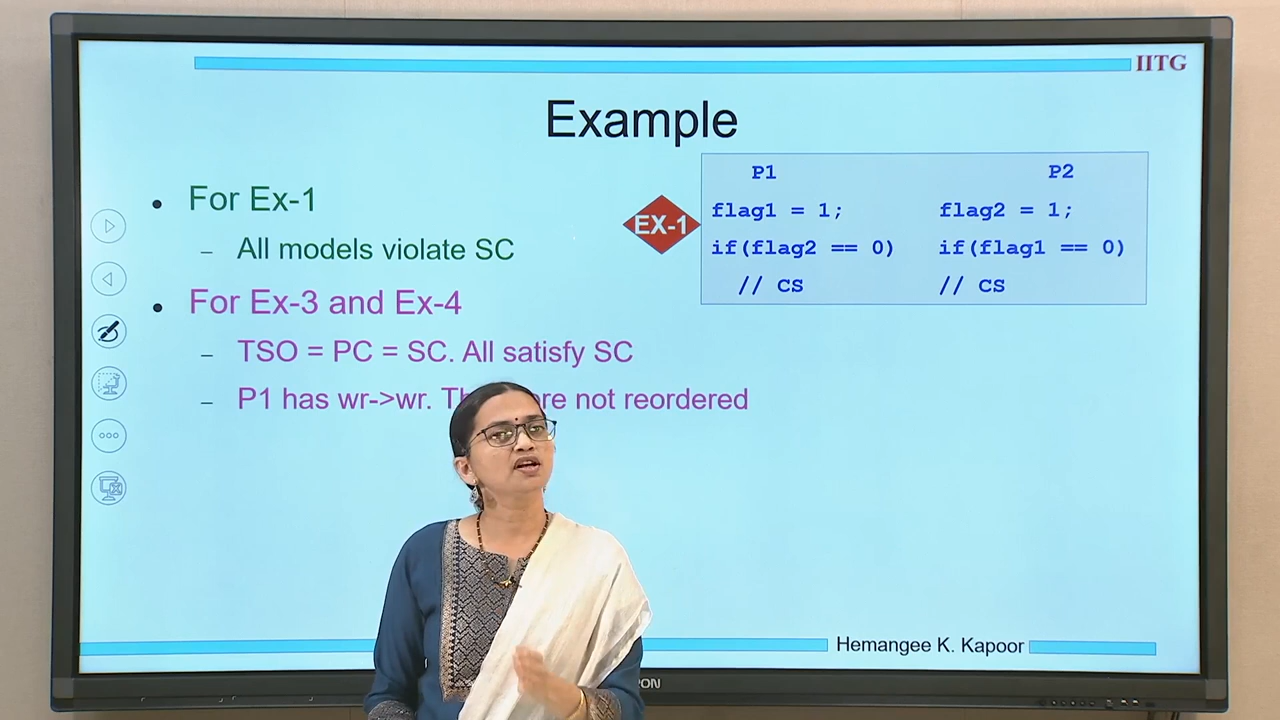 IITG
Example
• For Ex-1
– All models violate SC
• For Ex-3 and Ex-4
– TSO = PC = SC. All satisfy SC
– P1 has wr->wr. are not reordered
EX-1
P1 P2
flag1 = 1; flag2 = 1;
if(flag2 == 0) if(flag1 == 0)
// CS // CS
Hemangee K. Kapoor